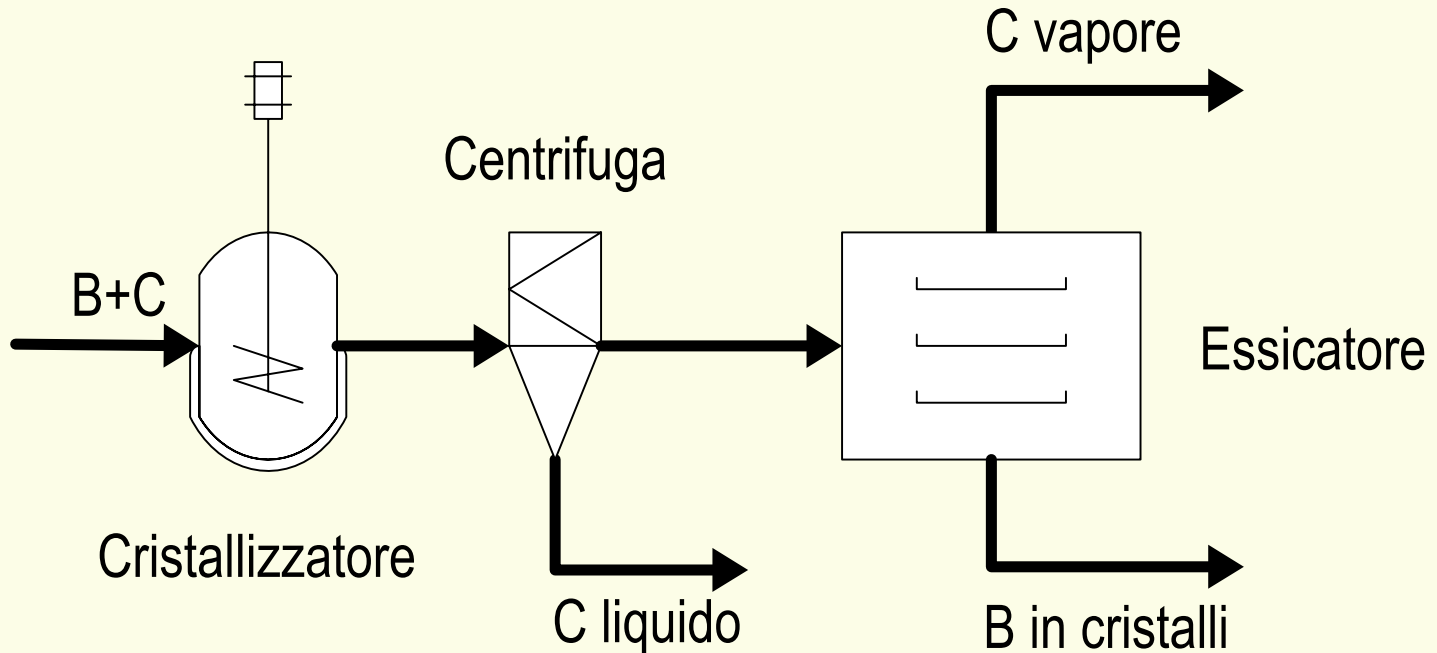 C vapore
Centrifuga
B+C
Essicatore
Cristallizzatore
C liquido
B in cristalli